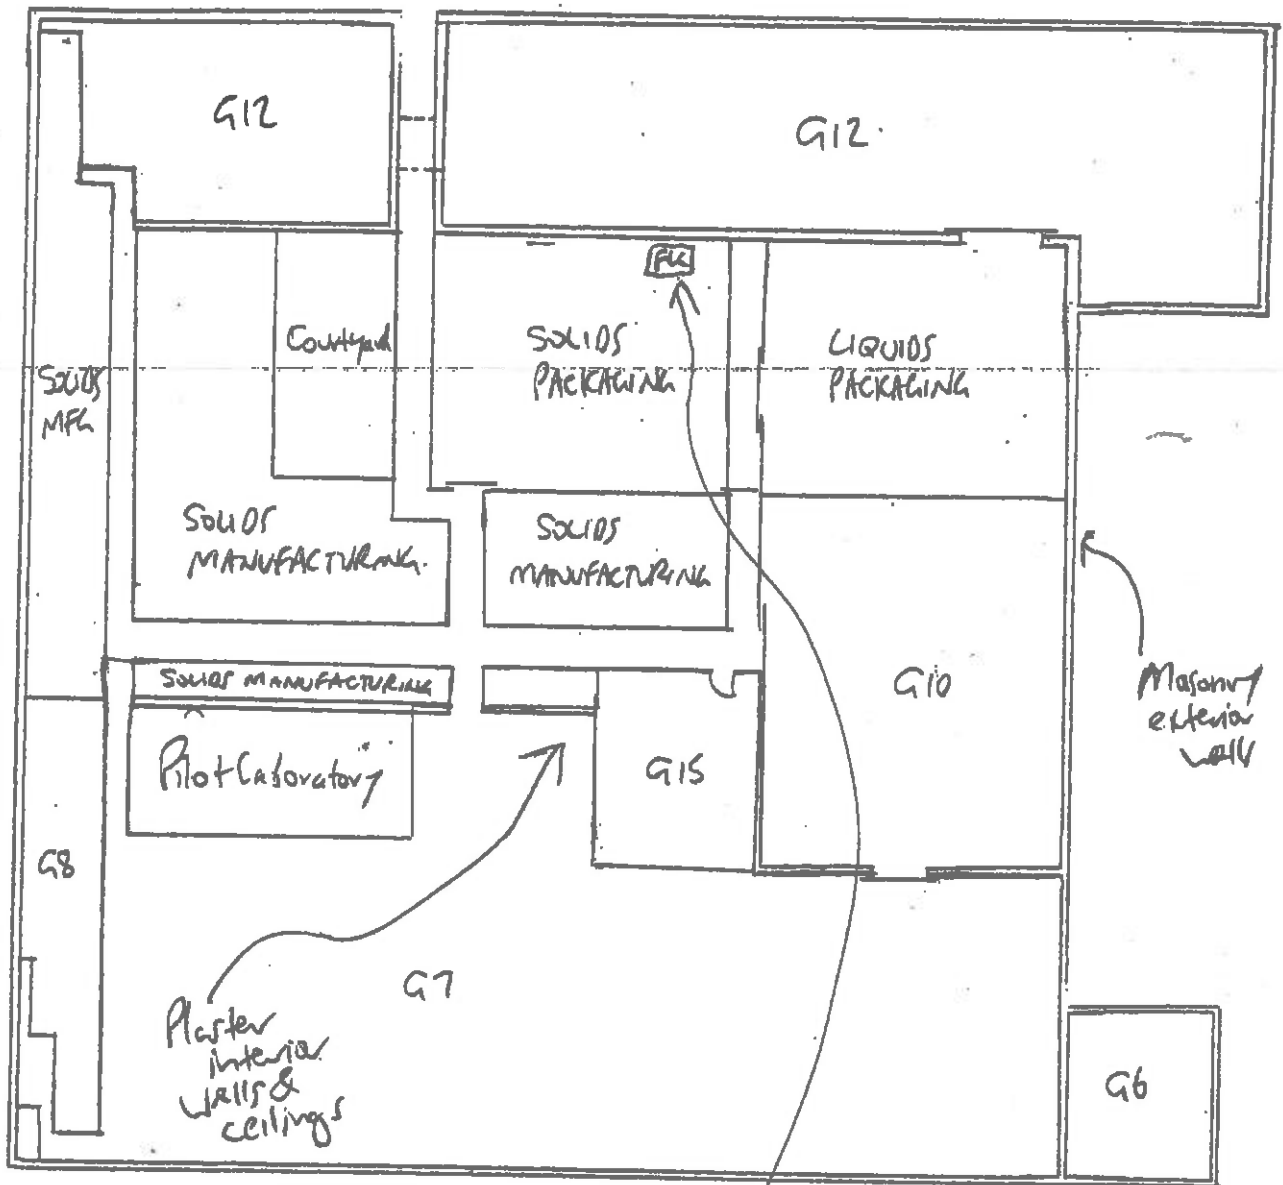 G12
G12
FK
Courtyard
SOLIDS
PACKAGING
LIQUIDS
PACKAGING
SOLIDS
MFG
SOLIDS
MANUFACTURING
SOLIDS
MANUFACTURING
SOLIDS MANUFACTURING
Pilot Laboratory
G15
G10
Masonry
exterior
walls
G8
G7
Plaster
interior
walls &
ceilings
G6